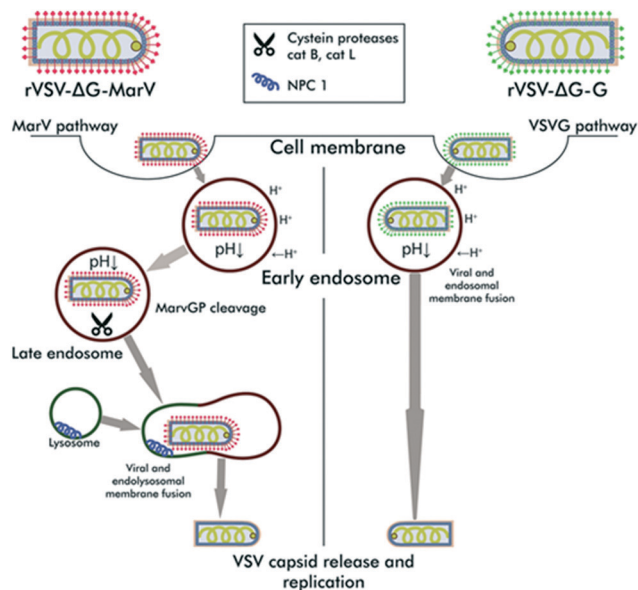 Cystein proteases
cat B, cat L
NPC 1
rVSV-ΔG-MarV
rVSV-ΔG-G
MarV pathway
VSVG pathway
Cell membrane
H⁺
H⁺
H⁺
H⁺
pH↓
←H⁺
pH↓
←H⁺
Early endosome
Viral and
endosomal
membrane fusion
pH↓
MarvGP cleavage
Late endosome
Lysosome
Viral and
endolysosomal
membrane fusion
VSV capsid release and
replication